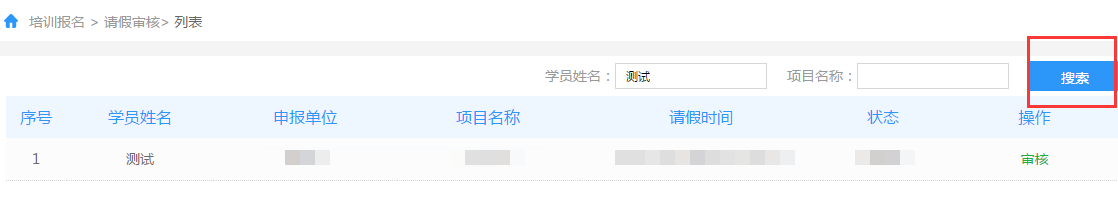 培训报名 > 请假审核> 列表
学员姓名： 测试 项目名称： 搜索
序号 学员姓名 申报单位 项目名称 请假时间 状态 操作
1 测试 审核